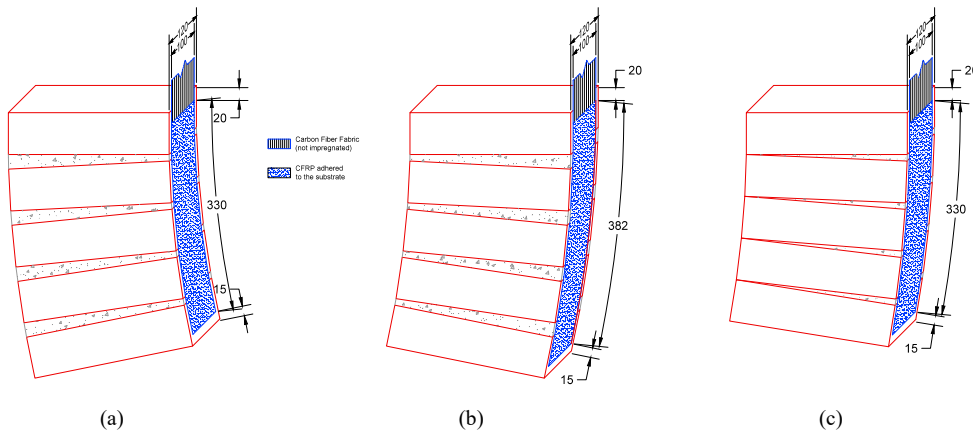 120
100
20
330
15
Carbon Fiber Fabric
(not impregnated)
CFRP adhered
to the substrate
120
100
20
382
15
120
100
20
330
15
(a)
(b)
(c)